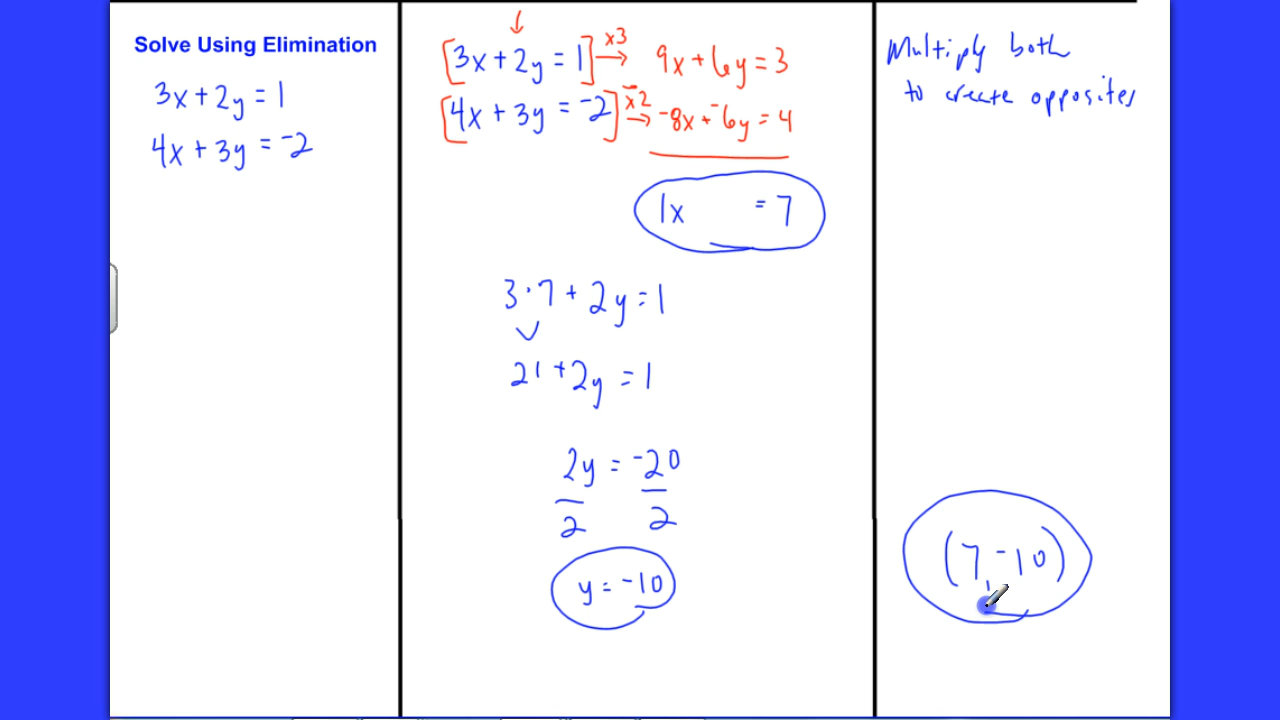 Solve Using Elimination
3x + 2y = 1
4x + 3y = -2
[3x + 2y = 1] x3 → 9x + 6y = 3
[4x + 3y = -2] x-2 → -8x + -6y = 4
1x = 7
3·7 + 2y = 1
21 + 2y = 1
2y = -20
2 2
y = -10
Multiply both
to create opposites
(7, -10)